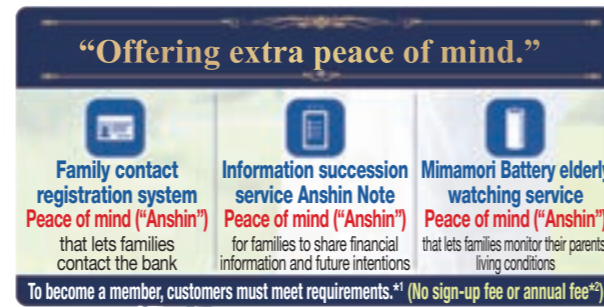 “Offering extra peace of mind.”
Family contact
registration system
Peace of mind (“Anshin”)
that lets families
contact the bank
Information succession
service Anshin Note
Peace of mind (“Anshin”)
for families to share financial
information and future intentions
Mimamori Battery elderly
watching service
Peace of mind (“Anshin”)
that lets families monitor their parents’
living conditions
To become a member, customers must meet requirements.*1 (No sign-up fee or annual fee*2)